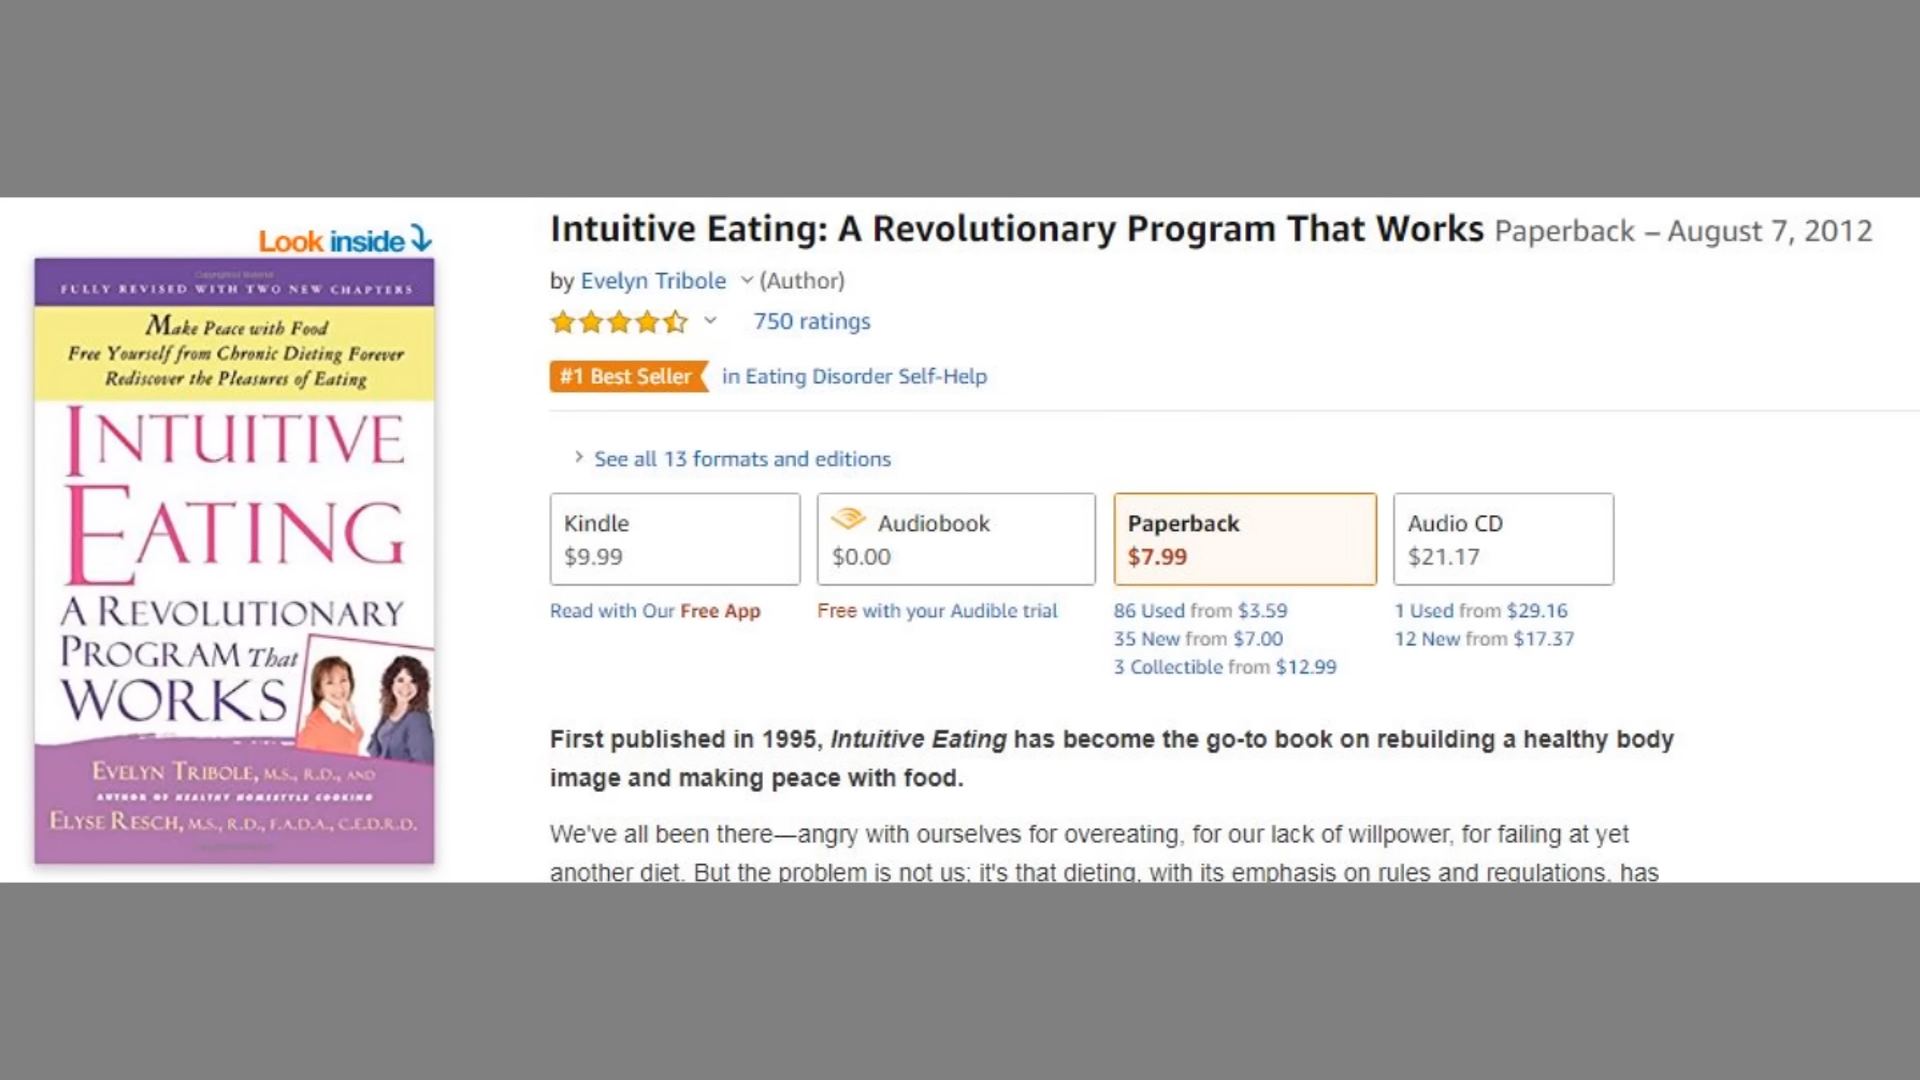 Look inside
Copyrighted Material
FULLY REVISED WITH TWO NEW CHAPTERS
Make Peace with Food
Free Yourself from Chronic Dieting Forever
Rediscover the Pleasures of Eating
INTUITIVE
EATING
A REVOLUTIONARY
PROGRAM That
WORKS
EVELYN TRIBOLE, M.S., R.D., AND
AUTHOR OF HEALTHY HOMESTYLE COOKING
ELYSE RESCH, M.S., R.D., F.A.D.A., C.E.D.R.D.
Intuitive Eating: A Revolutionary Program That Works Paperback – August 7, 2012
by Evelyn Tribole (Author)
750 ratings
#1 Best Seller in Eating Disorder Self-Help
See all 13 formats and editions
Kindle
$9.99
Read with Our Free App
Audiobook
$0.00
Free with your Audible trial
Paperback
$7.99
86 Used from $3.59
35 New from $7.00
3 Collectible from $12.99
Audio CD
$21.17
1 Used from $29.16
12 New from $17.37
First published in 1995, Intuitive Eating has become the go-to book on rebuilding a healthy body
image and making peace with food.
We've all been there—angry with ourselves for overeating, for our lack of willpower, for failing at yet
another diet. But the problem is not us; it's that dieting, with its emphasis on rules and regulations, has